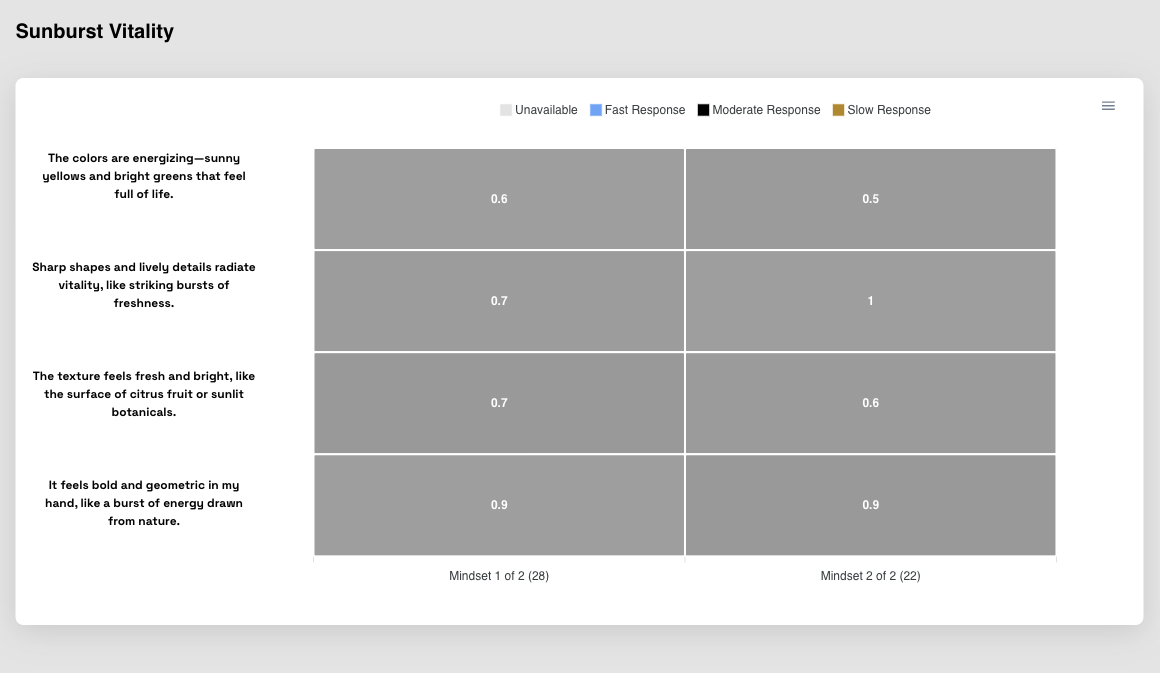 Sunburst Vitality
Unavailable Fast Response Moderate Response Slow Response
The colors are energizing—sunny
yellows and bright greens that feel
full of life.
0.6 0.5
Sharp shapes and lively details radiate
vitality, like striking bursts of
freshness.
0.7 1
The texture feels fresh and bright, like
the surface of citrus fruit or sunlit
botanicals.
0.7 0.6
It feels bold and geometric in my
hand, like a burst of energy drawn
from nature.
0.9 0.9
Mindset 1 of 2 (28) Mindset 2 of 2 (22)